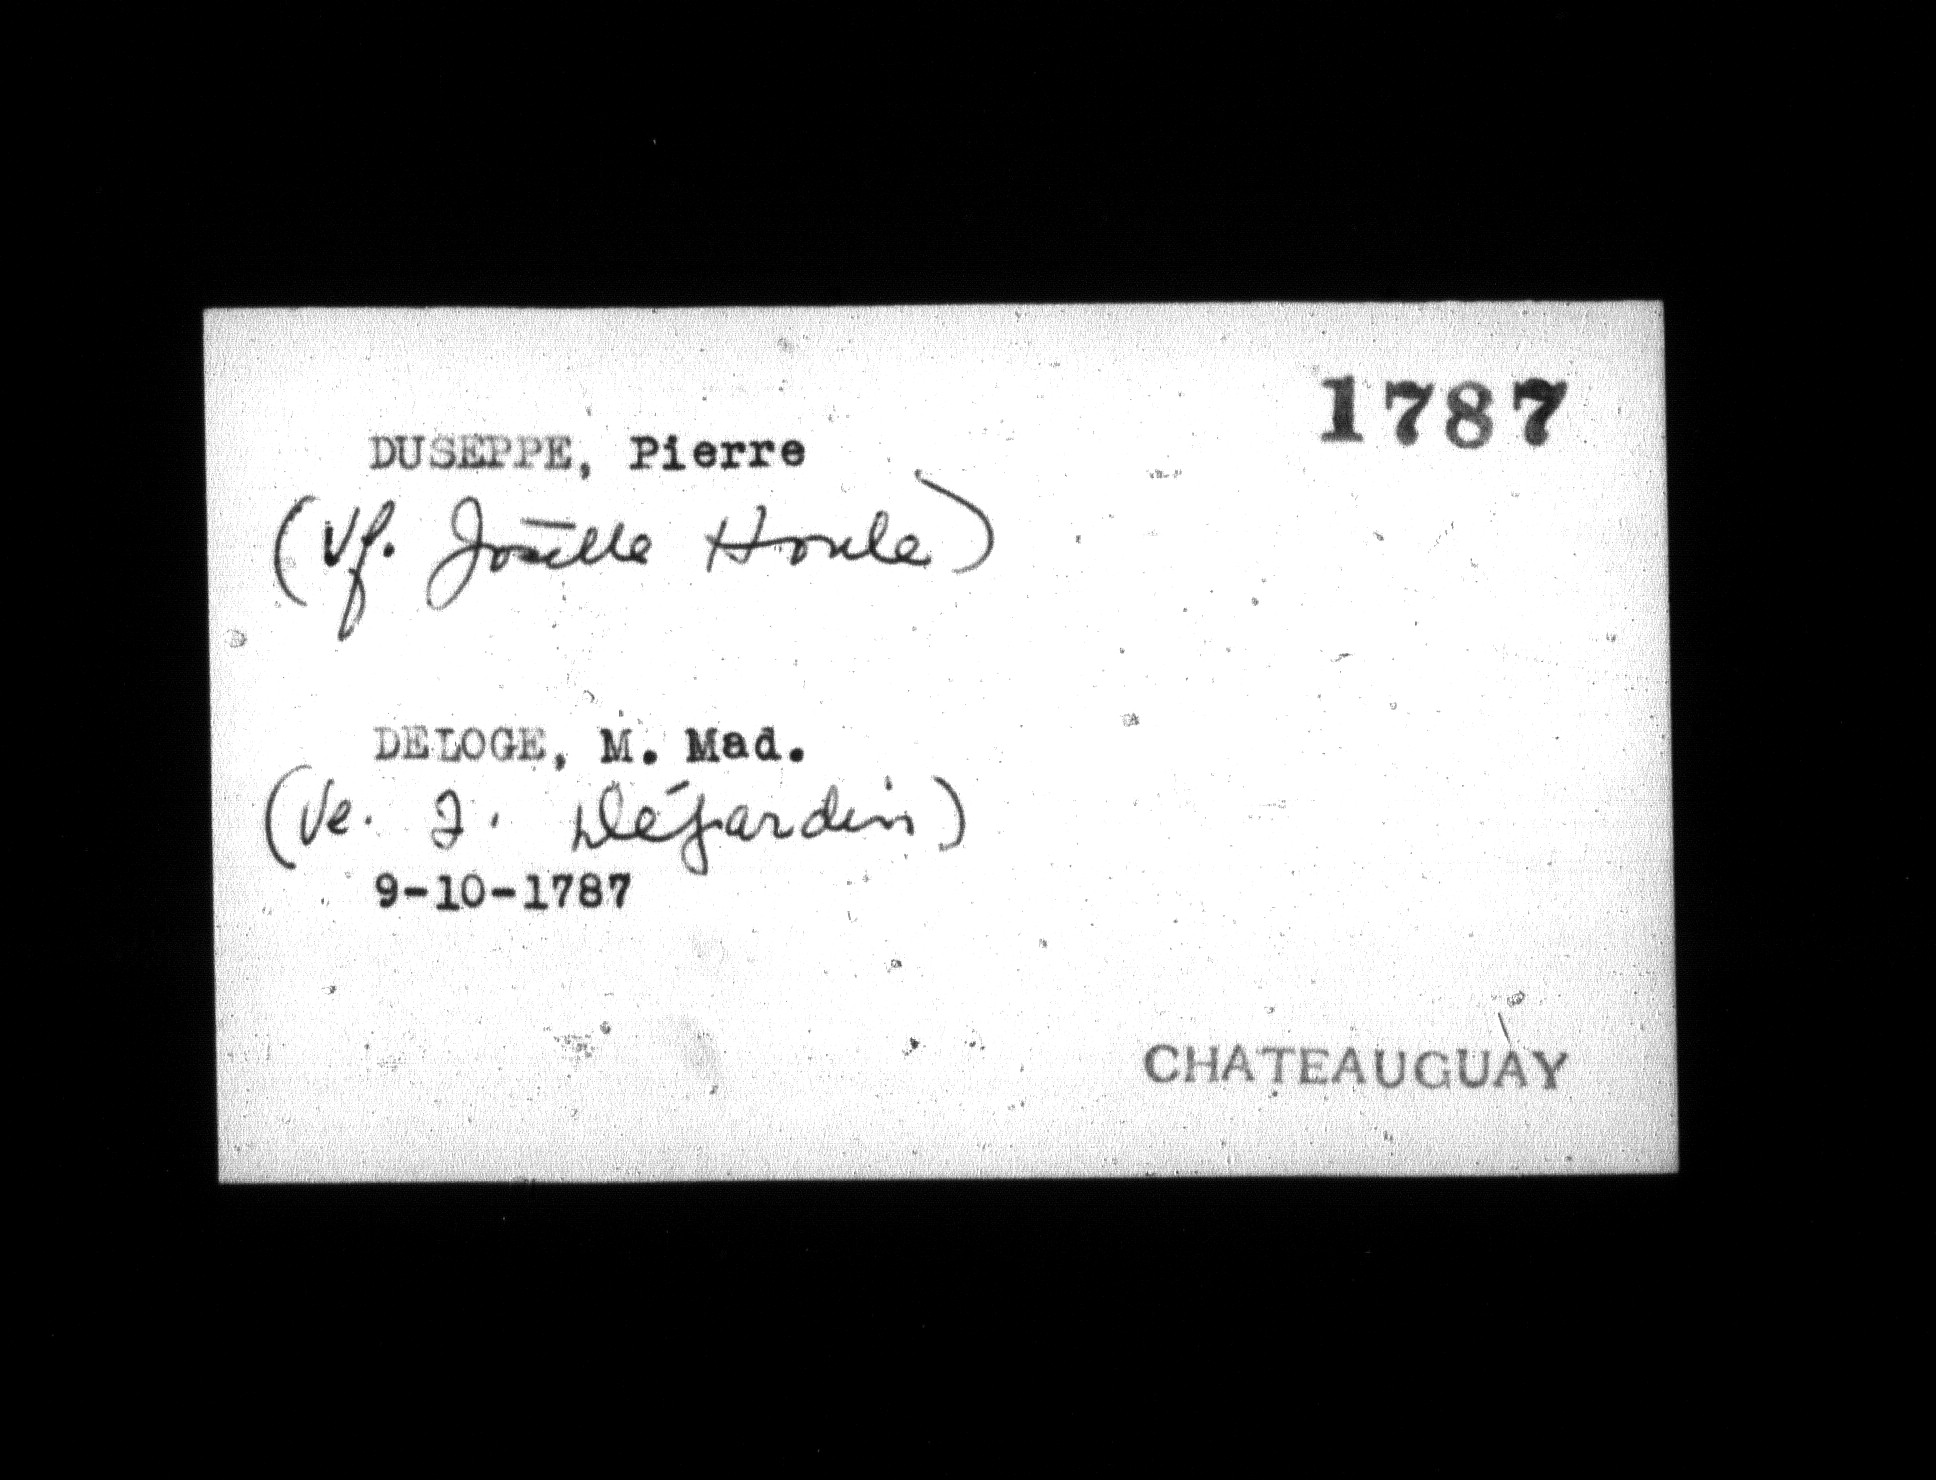 1787
DUSEPPE, Pierre
(Vf. Josette Houle)
DELOGE, M. Mad.
(Ve. J. Déjardin)
9-10-1787
CHATEAUGUAY